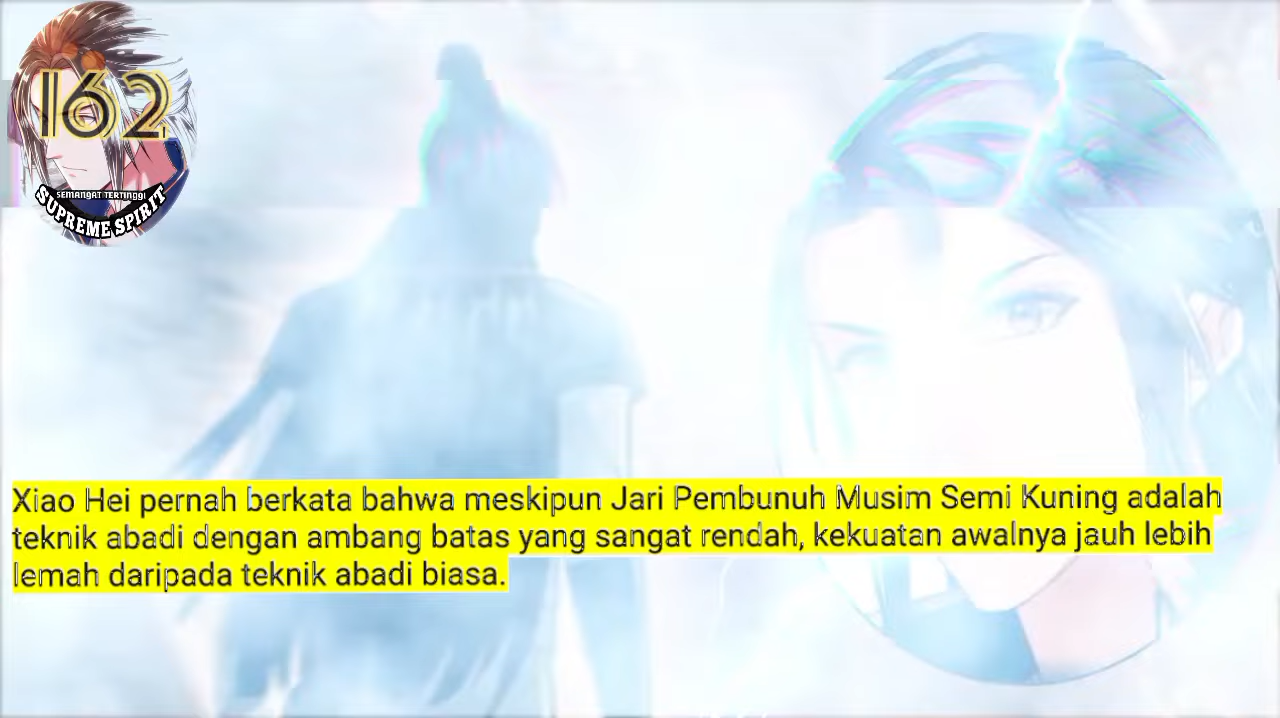 162
SEMANGAT TERTINGGI
SUPREME SPIRIT
Xiao Hei pernah berkata bahwa meskipun Jari Pembunuh Musim Semi Kuning adalah
teknik abadi dengan ambang batas yang sangat rendah, kekuatan awalnya jauh lebih
lemah daripada teknik abadi biasa.